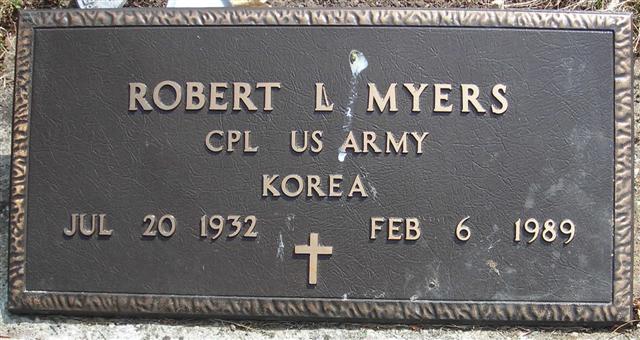 ROBERT L MYERS
CPL US ARMY
KOREA
JUL 20 1932 FEB 6 1989